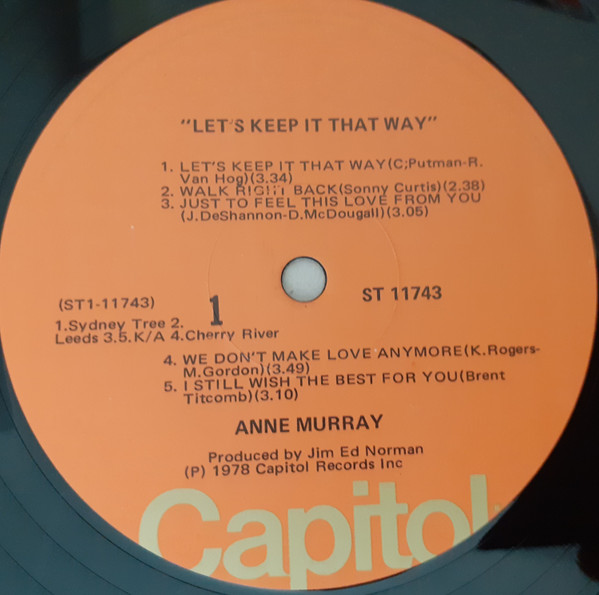 "LET'S KEEP IT THAT WAY"
1. LET'S KEEP IT THAT WAY(C;Putman-R.
Van Hog)(3.34)
2. WALK RIGHT BACK(Sonny Curtis)(2.38)
3. JUST TO FEEL THIS LOVE FROM YOU
(J.DeShannon-D.McDougall)(3.05)
(ST1-11743)
1
ST 11743
1.Sydney Tree 2.
Leeds 3.5.K/A 4.Cherry River
4. WE DON'T MAKE LOVE ANYMORE(K.Rogers-
M.Gordon)(3.49)
5. I STILL WISH THE BEST FOR YOU(Brent
Titcomb)(3.10)
ANNE MURRAY
Produced by Jim Ed Norman
(P) 1978 Capitol Records Inc
Capitol